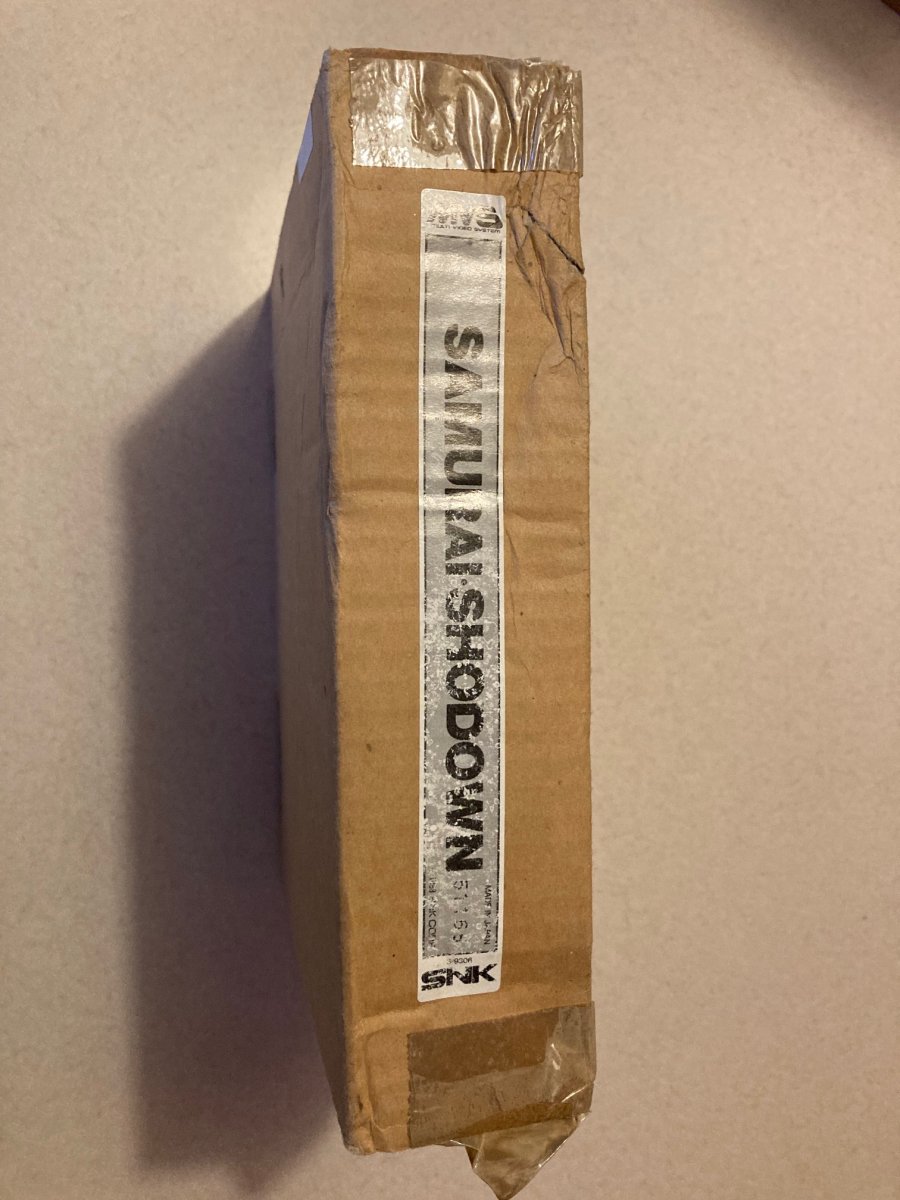 MVS
MULTI VIDEO SYSTEM
SAMURAI·SHODOWN
MADE IN JAPAN
SNK